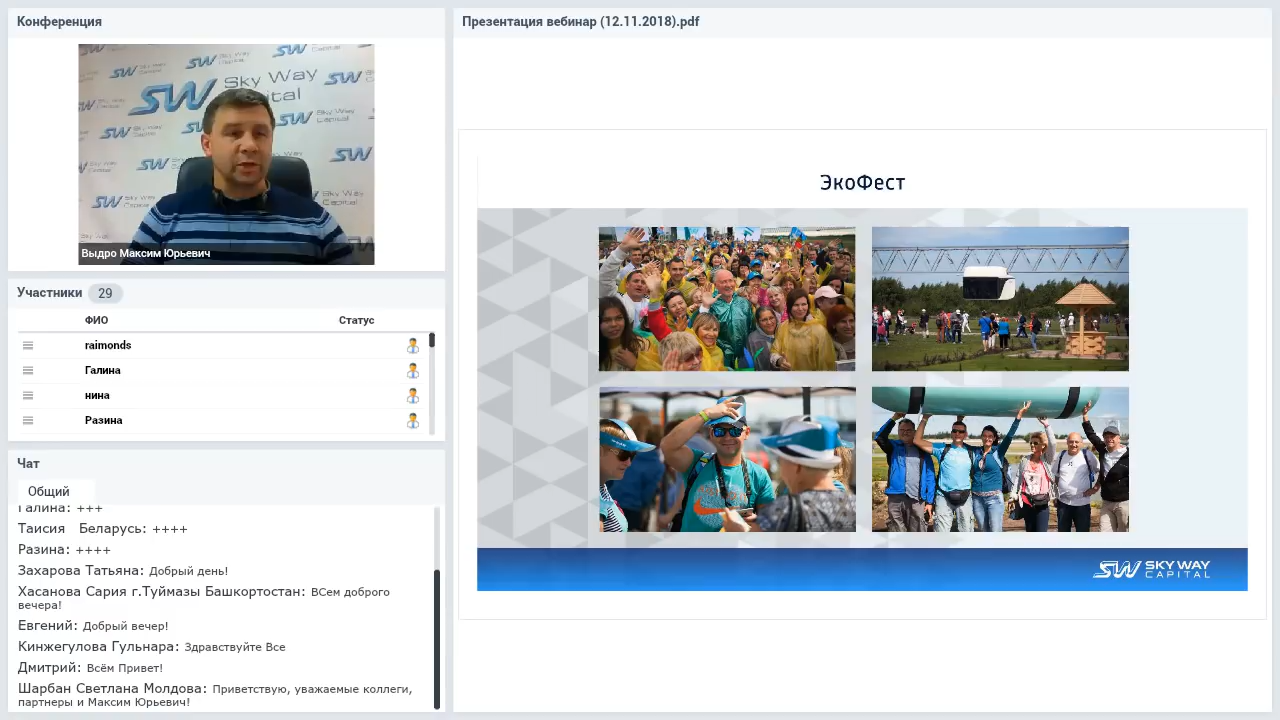 Конференция
Sky Way
Capital
Выдро Максим Юрьевич
Участники 29
ФИО Статус
raimonds
Галина
нина
Разина
Чат
Общий
Галина: +++
Таисия Беларусь: ++++
Разина: ++++
Захарова Татьяна: Добрый день!
Хасанова Сария г.Туймазы Башкортостан: ВСем доброго
вечера!
Евгений: Добрый вечер!
Кинжегулова Гульнара: Здравствуйте Все
Дмитрий: Всём Привет!
Шарбан Светлана Молдова: Приветствую, уважаемые коллеги,
партнеры и Максим Юрьевич!
Презентация вебинар (12.11.2018).pdf
ЭкоФест
SW SKY WAY
CAPITAL